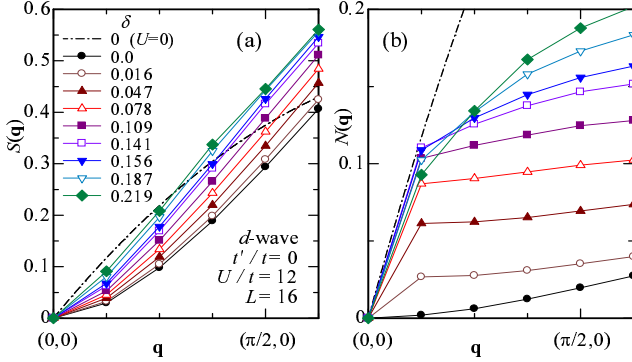 0.6
0.5
0.4
0.3
0.2
0.1
0
S(q)
δ
0 (U=0)
0.0
0.016
0.047
0.078
0.109
0.141
0.156
0.187
0.219
(a)
d-wave
t'/t= 0
U/t= 12
L= 16
(0,0)
q
(π/2,0)
0.2
0.1
0.0
N(q)
(b)
(0,0)
q
(π/2,0)